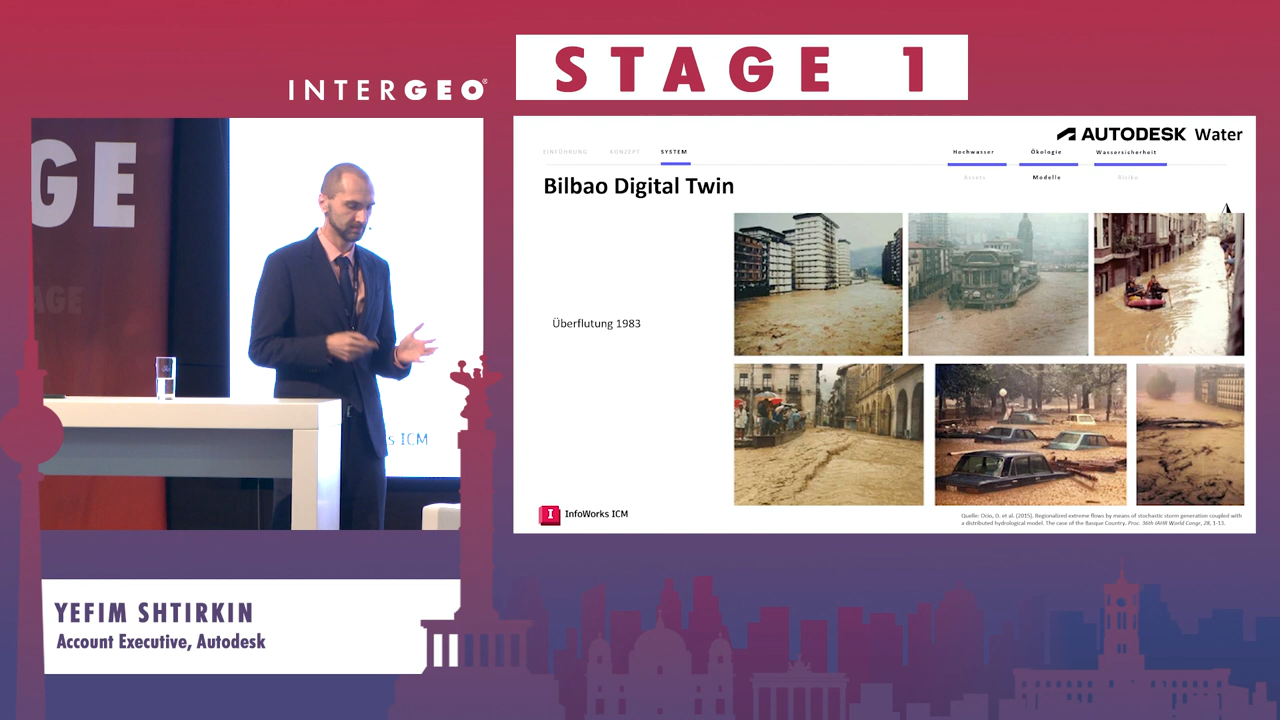 INTERGEO®
STAGE 1
GE
AGE
s ICM
YEFIM SHTIRKIN
Account Executive, Autodesk
AUTODESK Water
EINFÜHRUNG KONZEPT SYSTEM
Hochwasser Ökologie Wassersicherheit
Assets Modelle Risiko
Bilbao Digital Twin
Überflutung 1983
I InfoWorks ICM
Quelle: Ocio, D. et al. (2015). Regionalized extreme flows by means of stochastic storm generation coupled with
a distributed hydrological model. The case of the Basque Country. Proc. 36th IAHR World Congr, 28, 1-13.